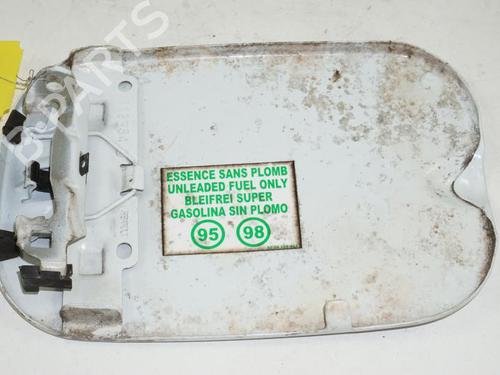 B-PARTS
ESSENCE SANS PLOMB
UNLEADED FUEL ONLY
BLEIFREI SUPER
GASOLINA SIN PLOMO
95 98